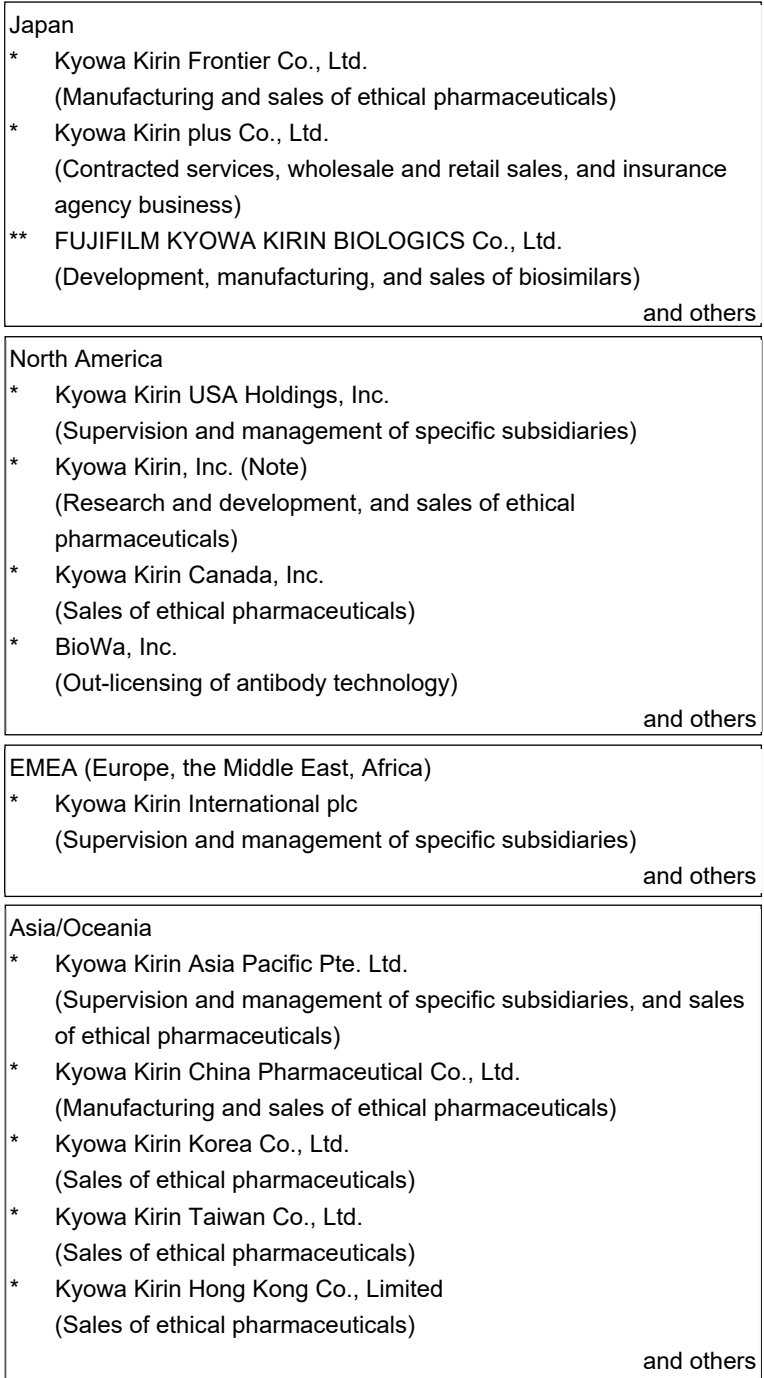 Japan
* Kyowa Kirin Frontier Co., Ltd.
(Manufacturing and sales of ethical pharmaceuticals)
* Kyowa Kirin plus Co., Ltd.
(Contracted services, wholesale and retail sales, and insurance
agency business)
** FUJIFILM KYOWA KIRIN BIOLOGICS Co., Ltd.
(Development, manufacturing, and sales of biosimilars)
and others
North America
* Kyowa Kirin USA Holdings, Inc.
(Supervision and management of specific subsidiaries)
* Kyowa Kirin, Inc. (Note)
(Research and development, and sales of ethical
pharmaceuticals)
* Kyowa Kirin Canada, Inc.
(Sales of ethical pharmaceuticals)
* BioWa, Inc.
(Out-licensing of antibody technology)
and others
EMEA (Europe, the Middle East, Africa)
* Kyowa Kirin International plc
(Supervision and management of specific subsidiaries)
and others
Asia/Oceania
* Kyowa Kirin Asia Pacific Pte. Ltd.
(Supervision and management of specific subsidiaries, and sales
of ethical pharmaceuticals)
* Kyowa Kirin China Pharmaceutical Co., Ltd.
(Manufacturing and sales of ethical pharmaceuticals)
* Kyowa Kirin Korea Co., Ltd.
(Sales of ethical pharmaceuticals)
* Kyowa Kirin Taiwan Co., Ltd.
(Sales of ethical pharmaceuticals)
* Kyowa Kirin Hong Kong Co., Limited
(Sales of ethical pharmaceuticals)
and others